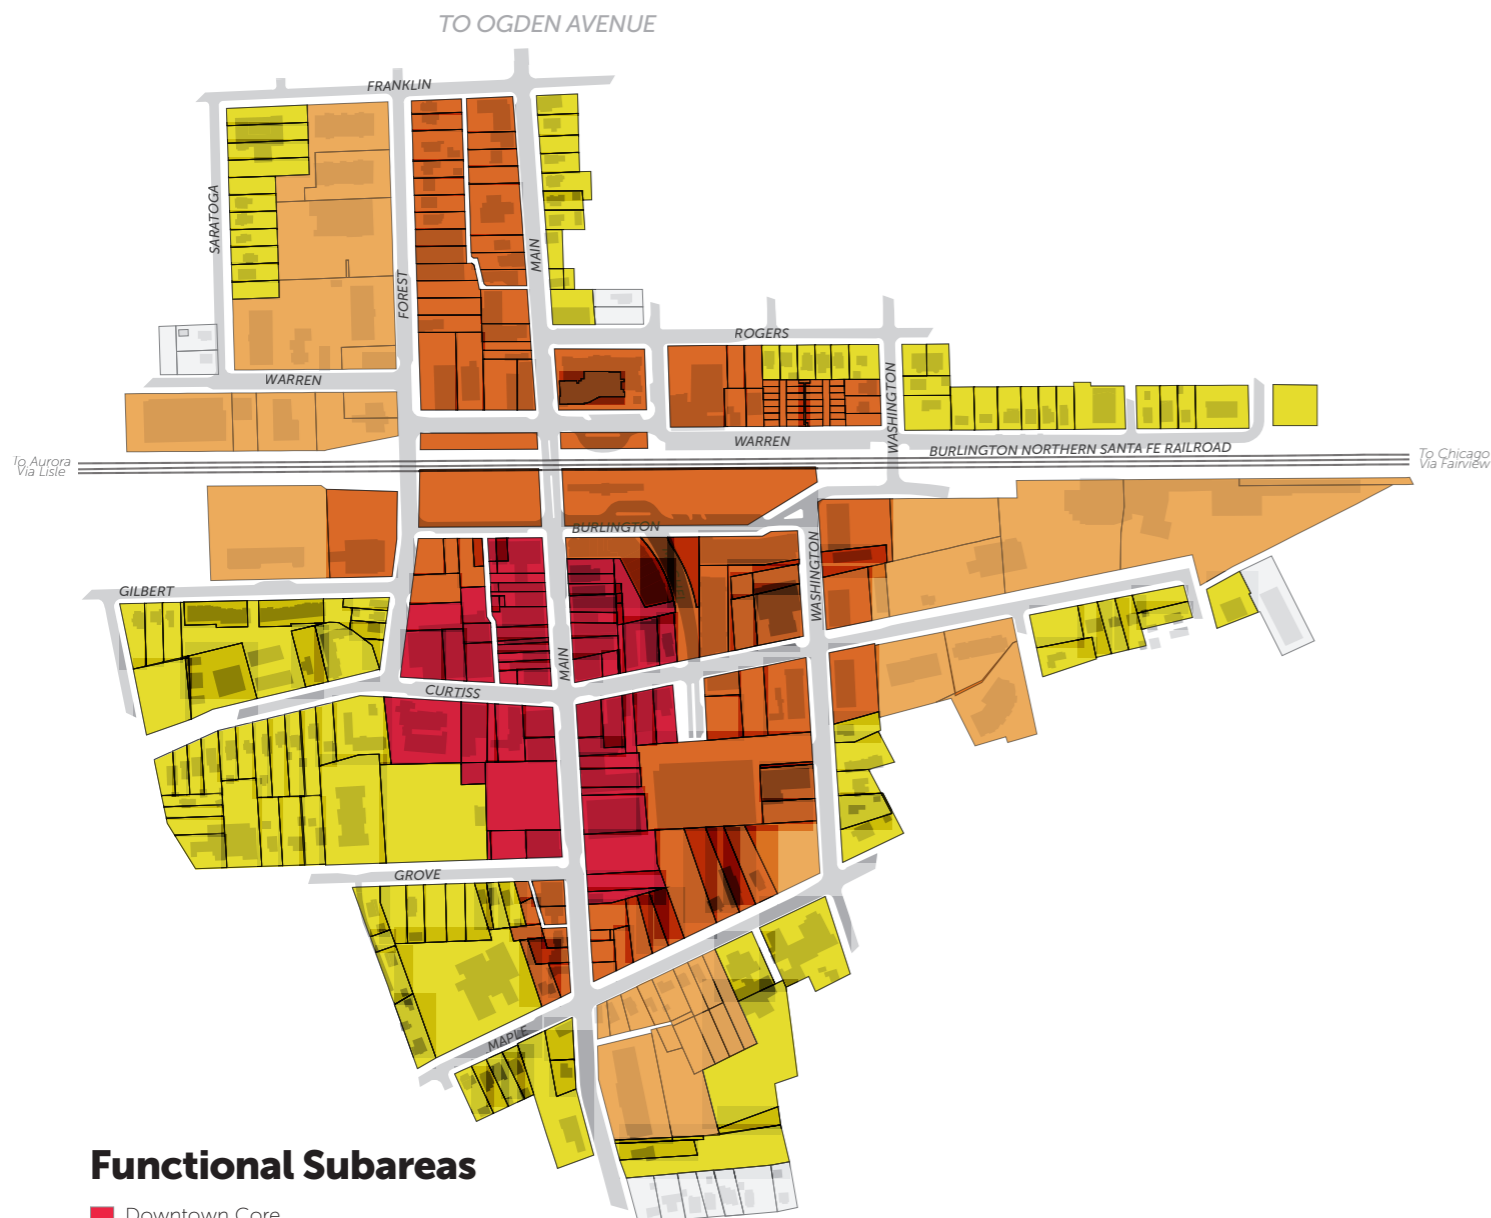 TO OGDEN AVENUE
FRANKLIN
SARATOGA
FOREST
MAIN
ROGERS
WARREN
WASHINGTON
WARREN
BURLINGTON NORTHERN SANTA FE RAILROAD
To Aurora
Via Lisle
To Chicago
Via Fairview
BURLINGTON
WASHINGTON
GILBERT
MAIN
CURTISS
GROVE
MAPLE
Functional Subareas
Downtown Core